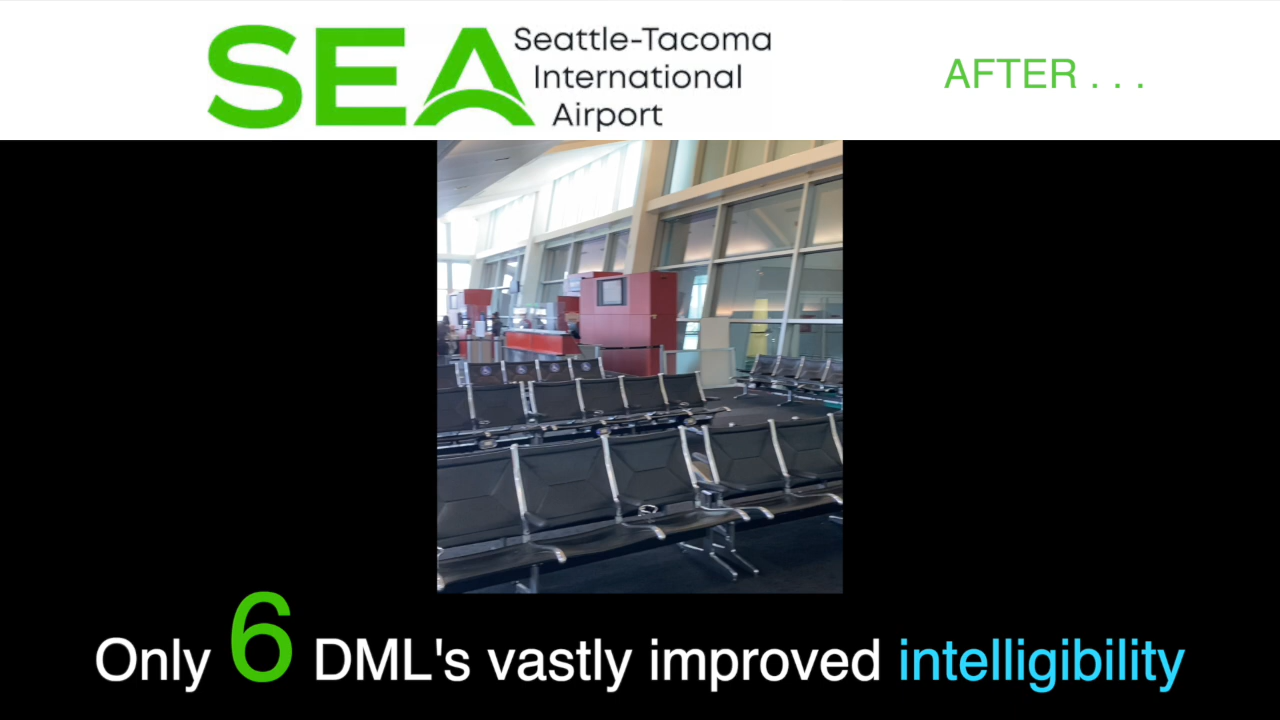 SEA
Seattle-Tacoma
International
Airport
AFTER . . .
Only 6 DML's vastly improved intelligibility